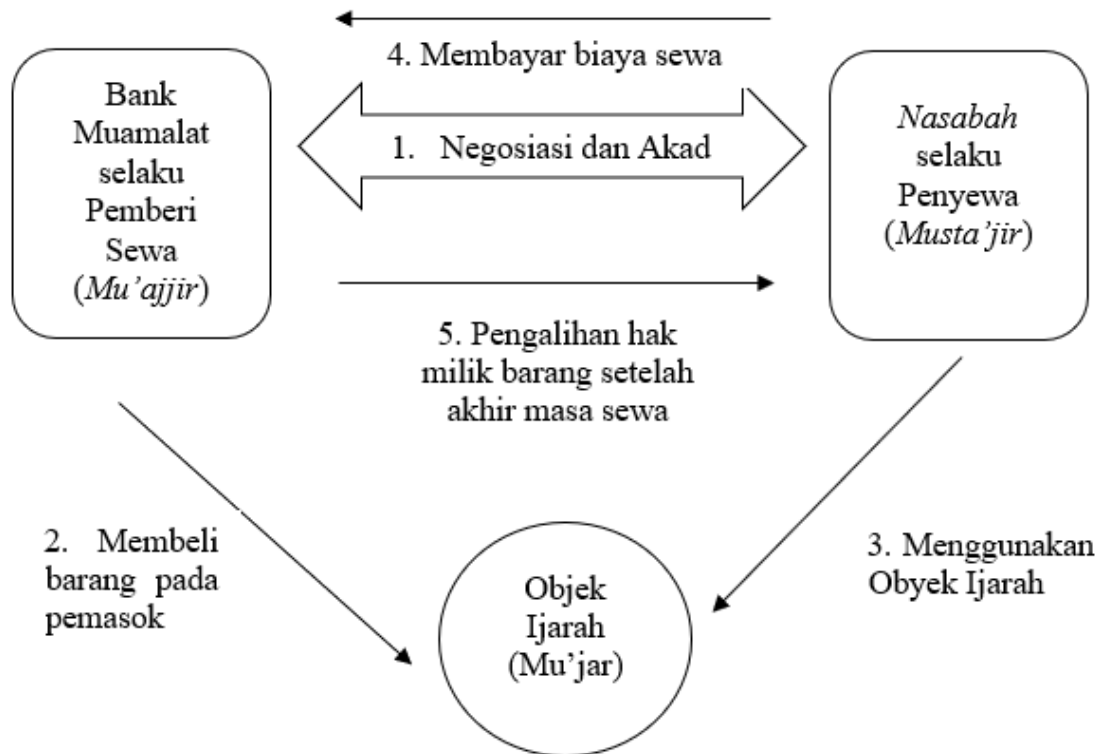 4. Membayar biaya sewa
Bank
Muamalat
selaku
Pemberi
Sewa
(Mu’ajjir)
1. Negosiasi dan Akad
Nasabah
selaku
Penyewa
(Musta’jir)
5. Pengalihan hak
milik barang setelah
akhir masa sewa
2. Membeli
barang pada
pemasok
Objek
Ijarah
(Mu’jar)
3. Menggunakan
Obyek Ijarah